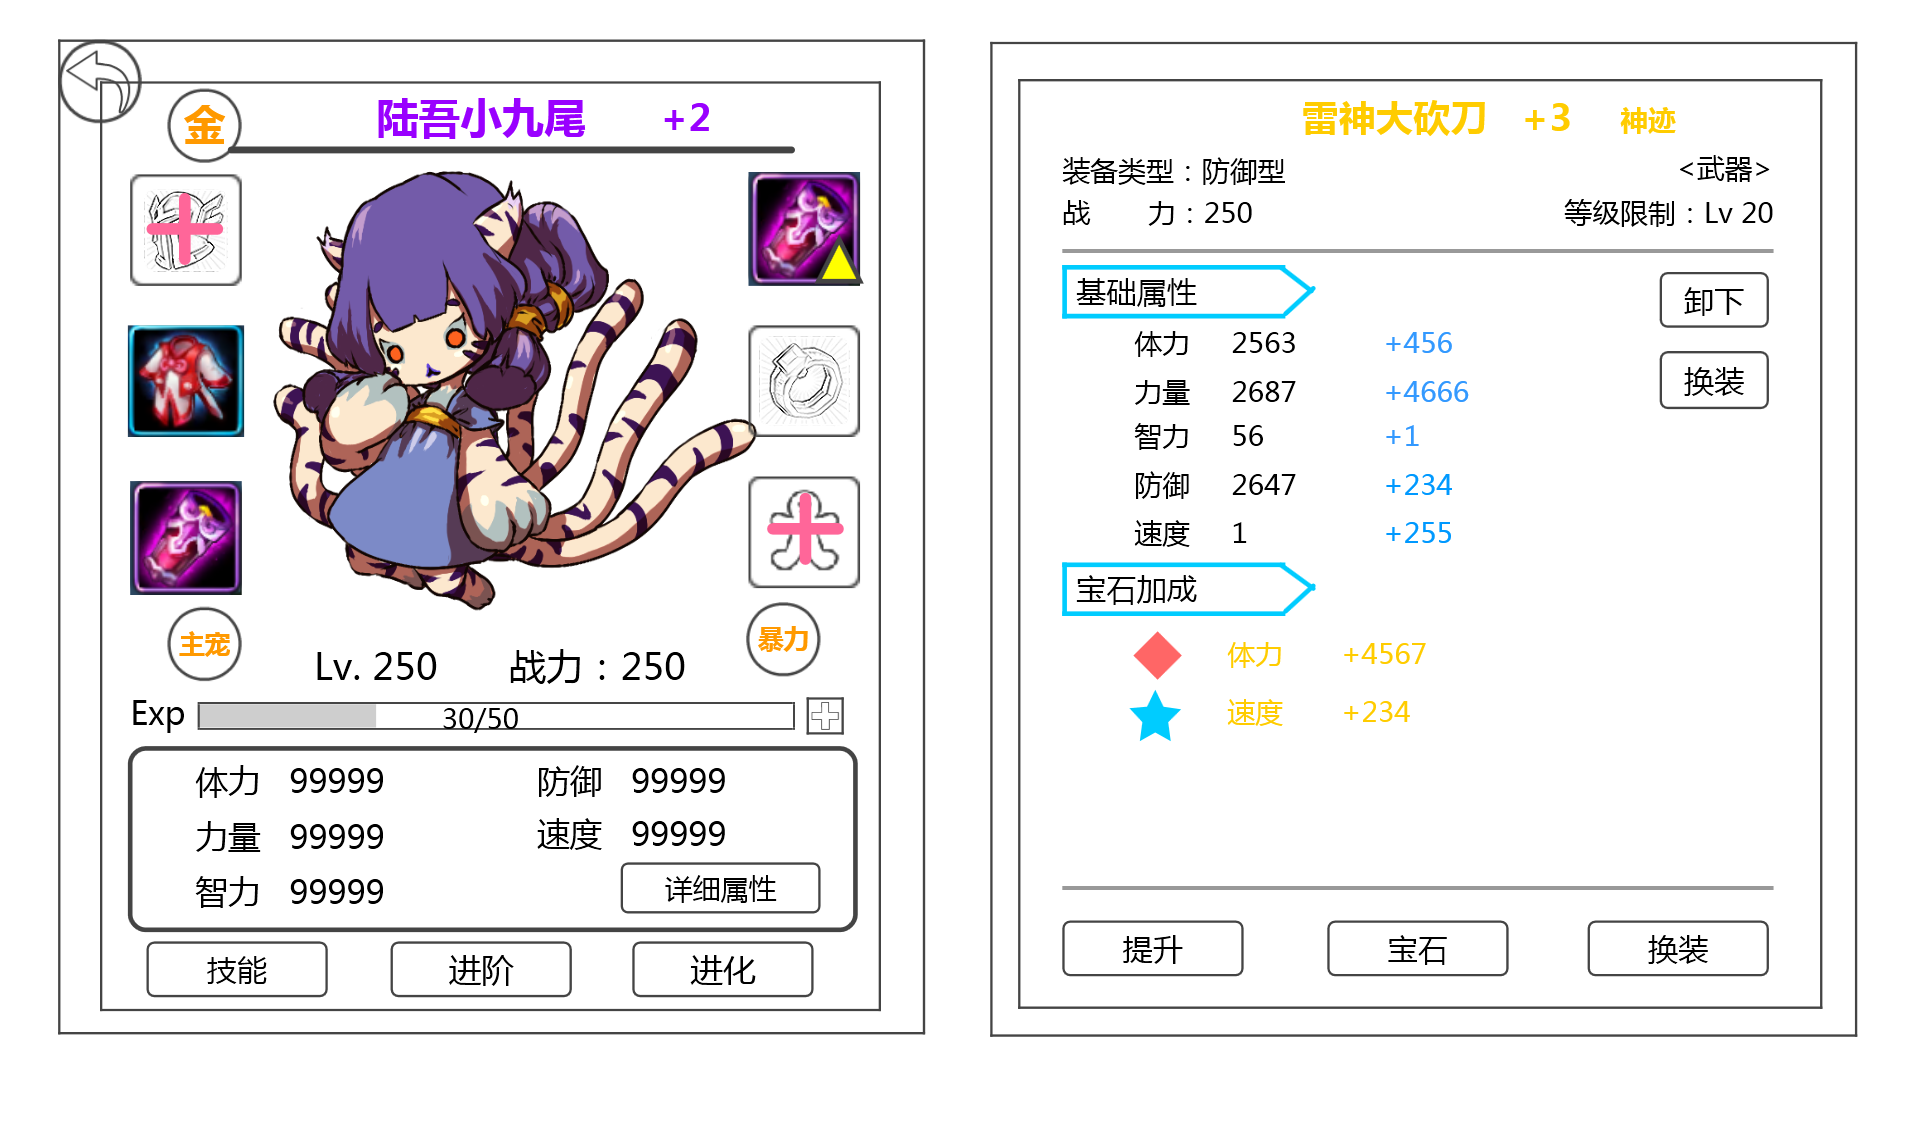 金
陆吾小九尾 +2
主宠
暴力
Lv. 250 战力：250
Exp 30/50
体力 99999 防御 99999
力量 99999 速度 99999
智力 99999 详细属性
技能 进阶 进化
雷神大砍刀 +3 神迹
装备类型：防御型 <武器>
战 力：250 等级限制：Lv 20
基础属性 卸下
体力 2563 +456
换装
力量 2687 +4666
智力 56 +1
防御 2647 +234
速度 1 +255
宝石加成
体力 +4567
速度 +234
提升 宝石 换装